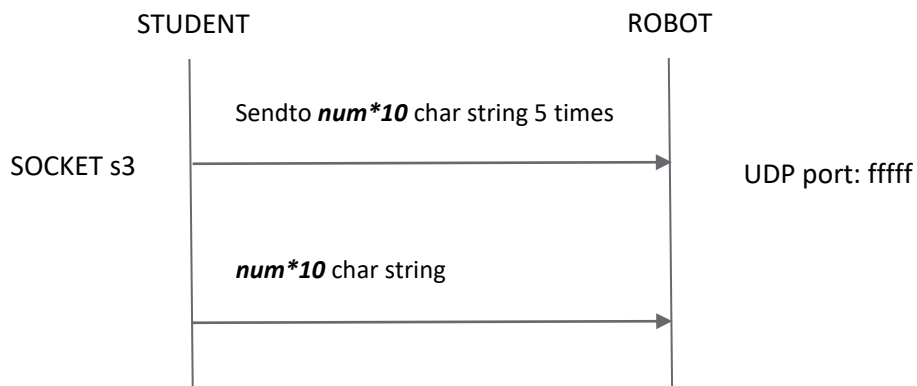 STUDENT
ROBOT
Sendto num*10 char string 5 times
SOCKET s3
UDP port: fffff
num*10 char string